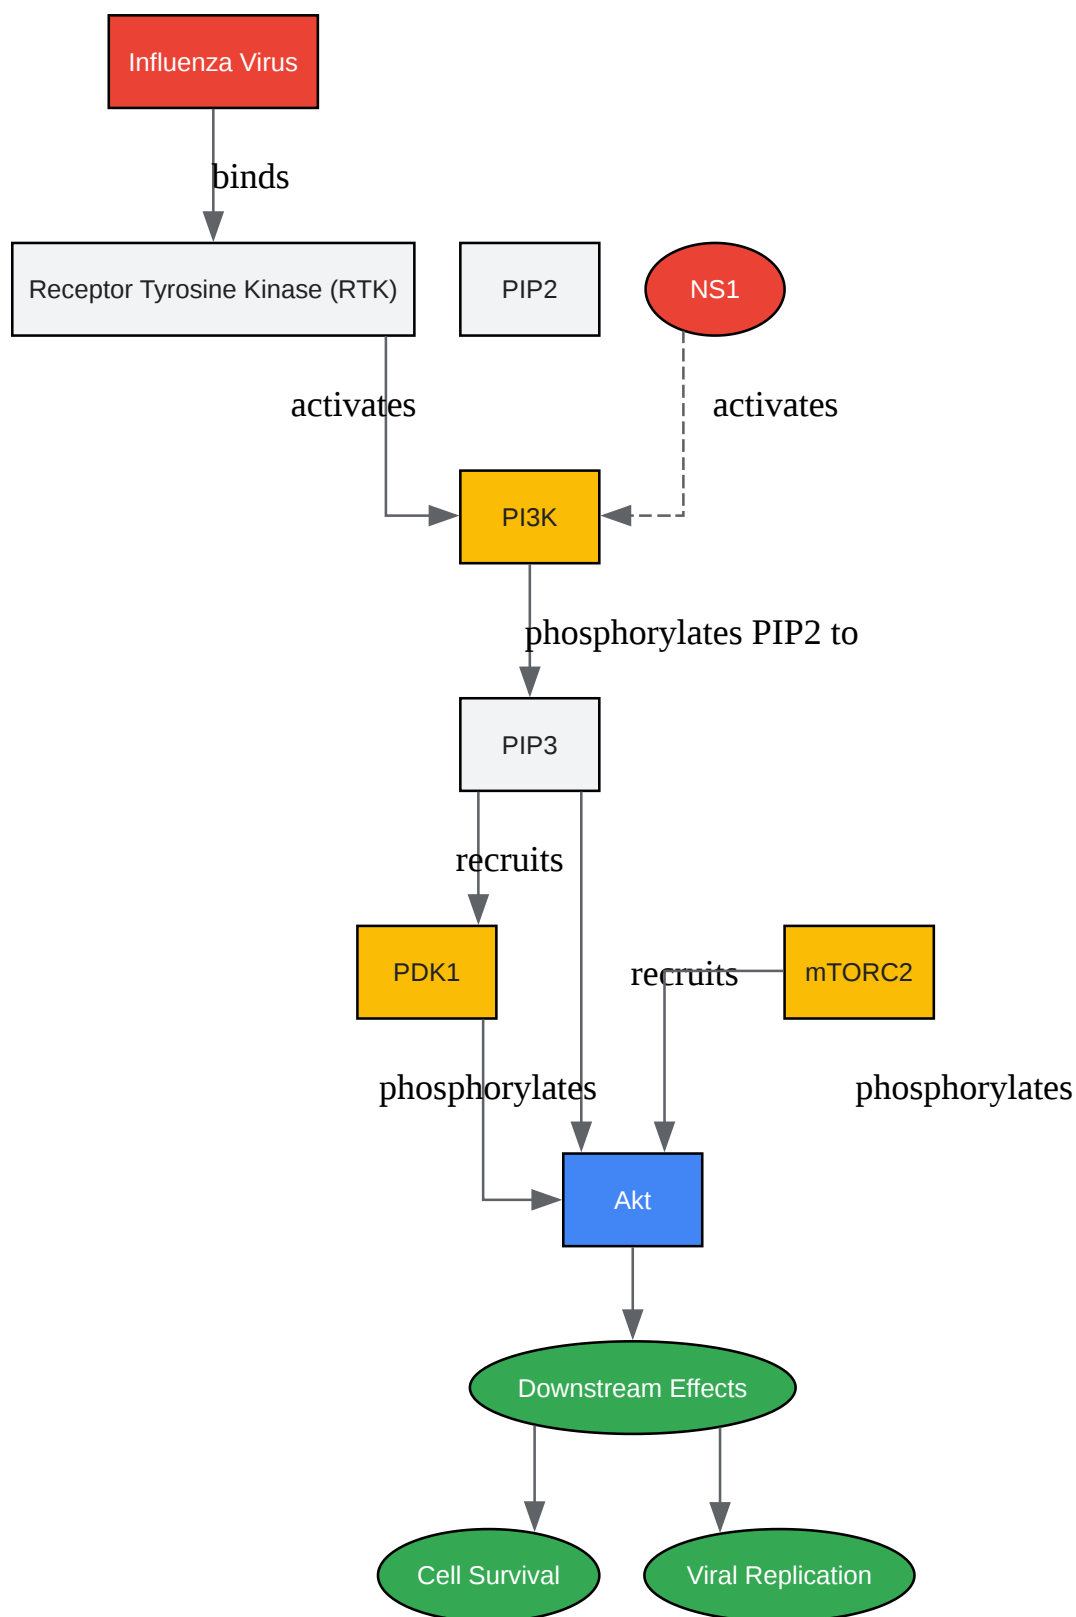 Influenza Virus
binds
Receptor Tyrosine Kinase (RTK)
PIP2
NS1
activates
activates
PI3K
phosphorylates PIP2 to
PIP3
recruits
PDK1
recruits
mTORC2
phosphorylates
phosphorylates
Akt
Downstream Effects
Cell Survival
Viral Replication